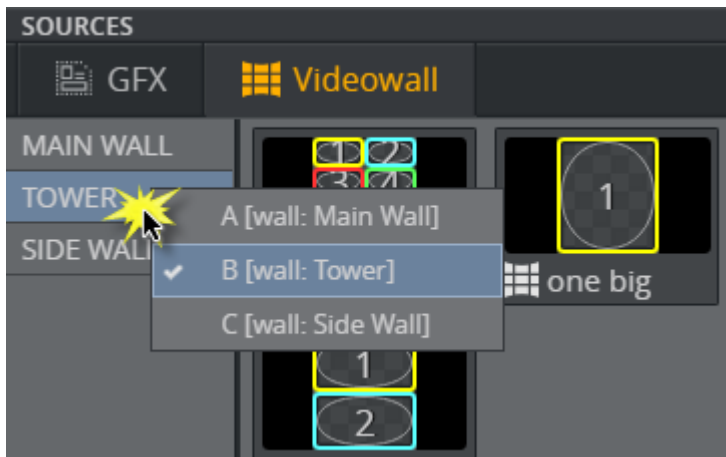 SOURCES
GFX
Videowall
MAIN WALL
TOWER
SIDE WALL
1 2
3 4
A [wall: Main Wall]
B [wall: Tower]
C [wall: Side Wall]
1
one big
1
2